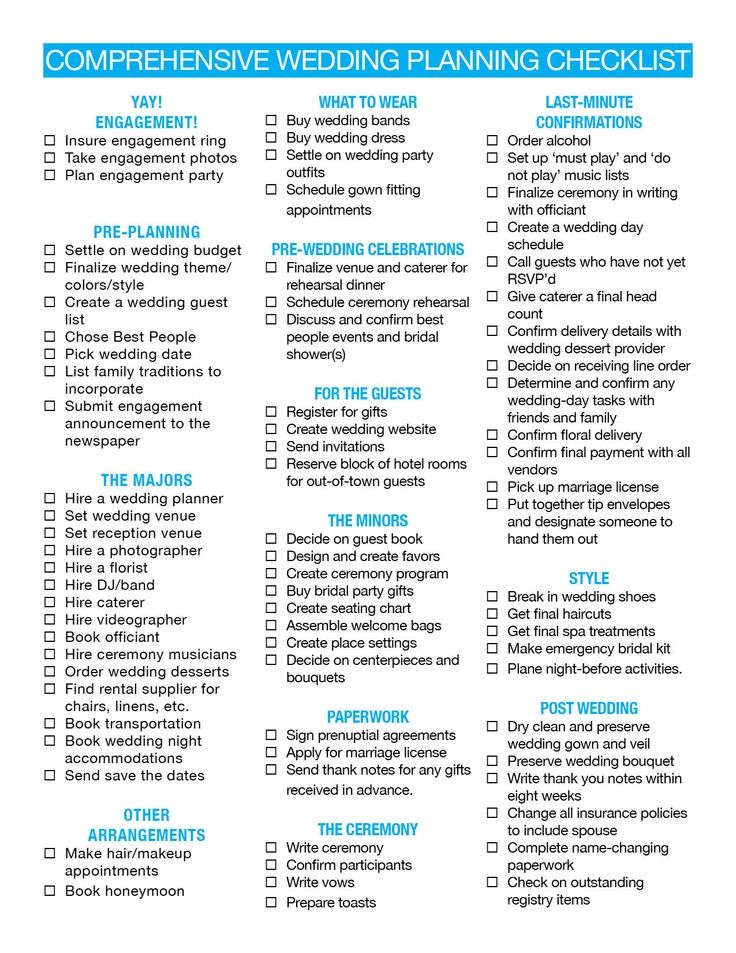 COMPREHENSIVE WEDDING PLANNING CHECKLIST
YAY!
ENGAGEMENT!
Insure engagement ring
Take engagement photos
Plan engagement party
PRE-PLANNING
Settle on wedding budget
Finalize wedding theme/
colors/style
Create a wedding guest
list
Chose Best People
Pick wedding date
List family traditions to
incorporate
Submit engagement
announcement to the
newspaper
THE MAJORS
Hire a wedding planner
Set wedding venue
Set reception venue
Hire a photographer
Hire a florist
Hire DJ/band
Hire caterer
Hire videographer
Book officiant
Hire ceremony musicians
Order wedding desserts
Find rental supplier for
chairs, linens, etc.
Book transportation
Book wedding night
accommodations
Send save the dates
OTHER
ARRANGEMENTS
Make hair/makeup
appointments
Book honeymoon
WHAT TO WEAR
Buy wedding bands
Buy wedding dress
Settle on wedding party
outfits
Schedule gown fitting
appointments
PRE-WEDDING CELEBRATIONS
Finalize venue and caterer for
rehearsal dinner
Schedule ceremony rehearsal
Discuss and confirm best
people events and bridal
shower(s)
FOR THE GUESTS
Register for gifts
Create wedding website
Send invitations
Reserve block of hotel rooms
for out-of-town guests
THE MINORS
Decide on guest book
Design and create favors
Create ceremony program
Buy bridal party gifts
Create seating chart
Assemble welcome bags
Create place settings
Decide on centerpieces and
bouquets
PAPERWORK
Sign prenuptial agreements
Apply for marriage license
Send thank notes for any gifts
received in advance.
THE CEREMONY
Write ceremony
Confirm participants
Write vows
Prepare toasts
LAST-MINUTE
CONFIRMATIONS
Order alcohol
Set up ‘must play’ and ‘do
not play’ music lists
Finalize ceremony in writing
with officiant
Create a wedding day
schedule
Call guests who have not yet
RSVP’d
Give caterer a final head
count
Confirm delivery details with
wedding dessert provider
Decide on receiving line order
Determine and confirm any
wedding-day tasks with
friends and family
Confirm floral delivery
Confirm final payment with all
vendors
Pick up marriage license
Put together tip envelopes
and designate someone to
hand them out
STYLE
Break in wedding shoes
Get final haircuts
Get final spa treatments
Make emergency bridal kit
Plane night-before activities.
POST WEDDING
Dry clean and preserve
wedding gown and veil
Preserve wedding bouquet
Write thank you notes within
eight weeks
Change all insurance policies
to include spouse
Complete name-changing
paperwork
Check on outstanding
registry items